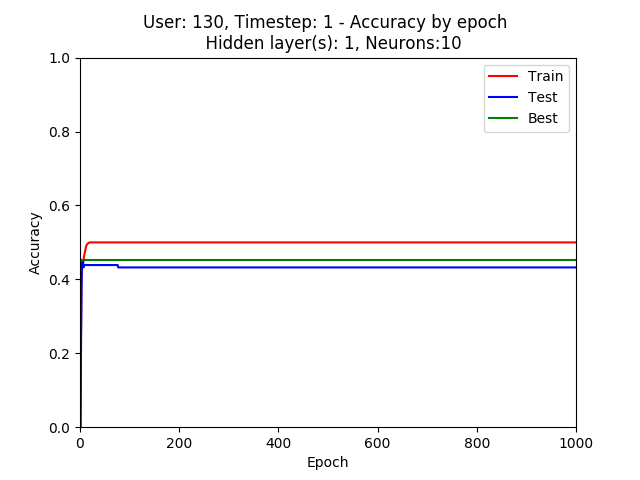 User: 130, Timestep: 1 - Accuracy by epoch
Hidden layer(s): 1, Neurons:10
1.0
0.8
0.6
0.4
0.2
0.0
Accuracy
Train
Test
Best
0 200 400 600 800 1000
Epoch